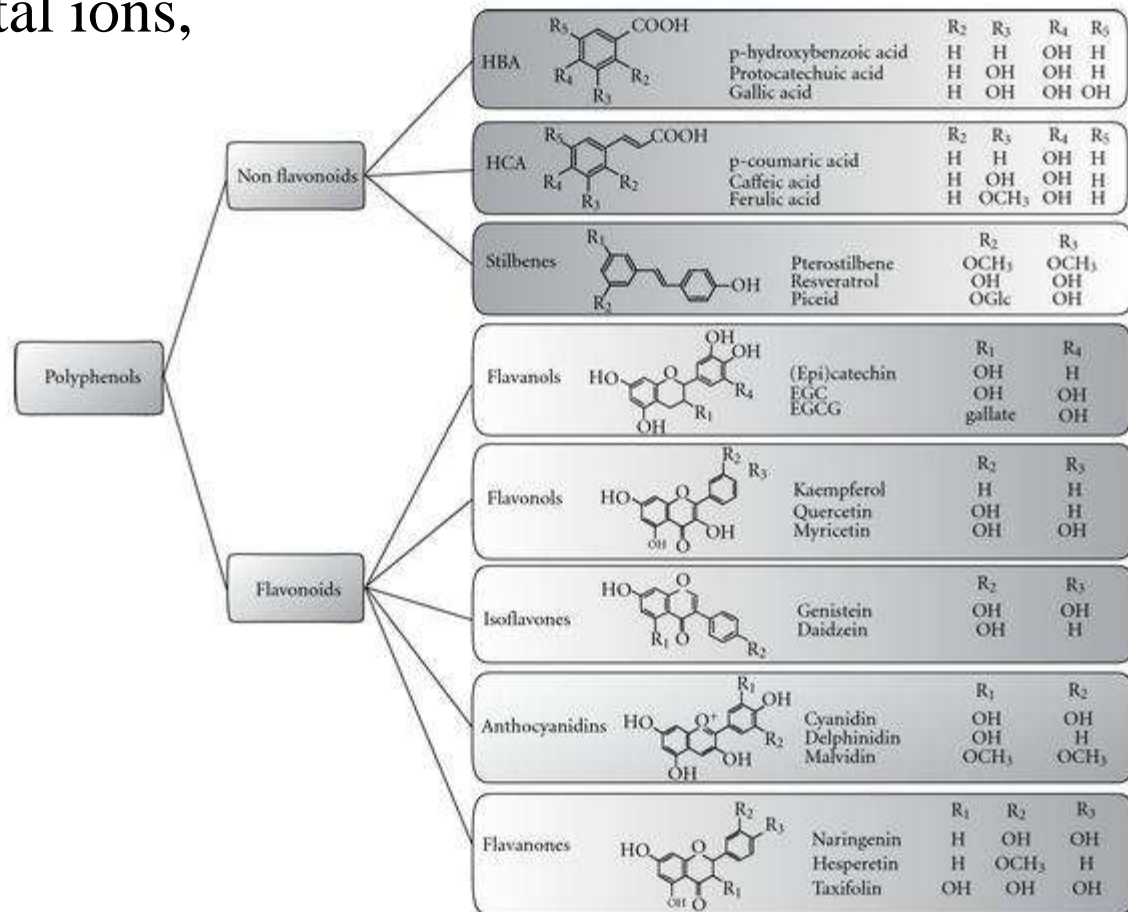 tal ions,
Polyphenols
Non flavonoids
Flavonoids
HBA
R5
COOH
R4
R2
R3
R2 R3 R4 R5
p-hydroxybenzoic acid H H OH H
Protocatechuic acid H OH OH H
Gallic acid H OH OH OH
HCA
R5
COOH
R4
R2
R3
R2 R3 R4 R5
p-coumaric acid H H OH H
Caffeic acid H OH OH H
Ferulic acid H OCH3 OH H
Stilbenes
R1
OH
R2
R2 R3
Pterostilbene OCH3 OCH3
Resveratrol OH OH
Piceid OGlc OH
Flavanols
OH
OH
HO
O
R4
R1
OH
R1 R4
(Epi)catechin OH H
EGC OH OH
EGCG gallate OH
Flavonols
R2
R3
HO
O
OH
OH
O
R2 R3
Kaempferol H H
Quercetin OH H
Myricetin OH OH
Isoflavones
HO
O
R1
O
R2
R2 R3
Genistein OH OH
Daidzein OH H
Anthocyanidins
R1
OH
HO
O+
R2
OH
OH
R1 R2
Cyanidin OH OH
Delphinidin OH H
Malvidin OCH3 OCH3
Flavanones
R2
R3
HO
O
R1
OH
O
R1 R2 R3
Naringenin H OH OH
Hesperetin H OCH3 H
Taxifolin OH OH OH